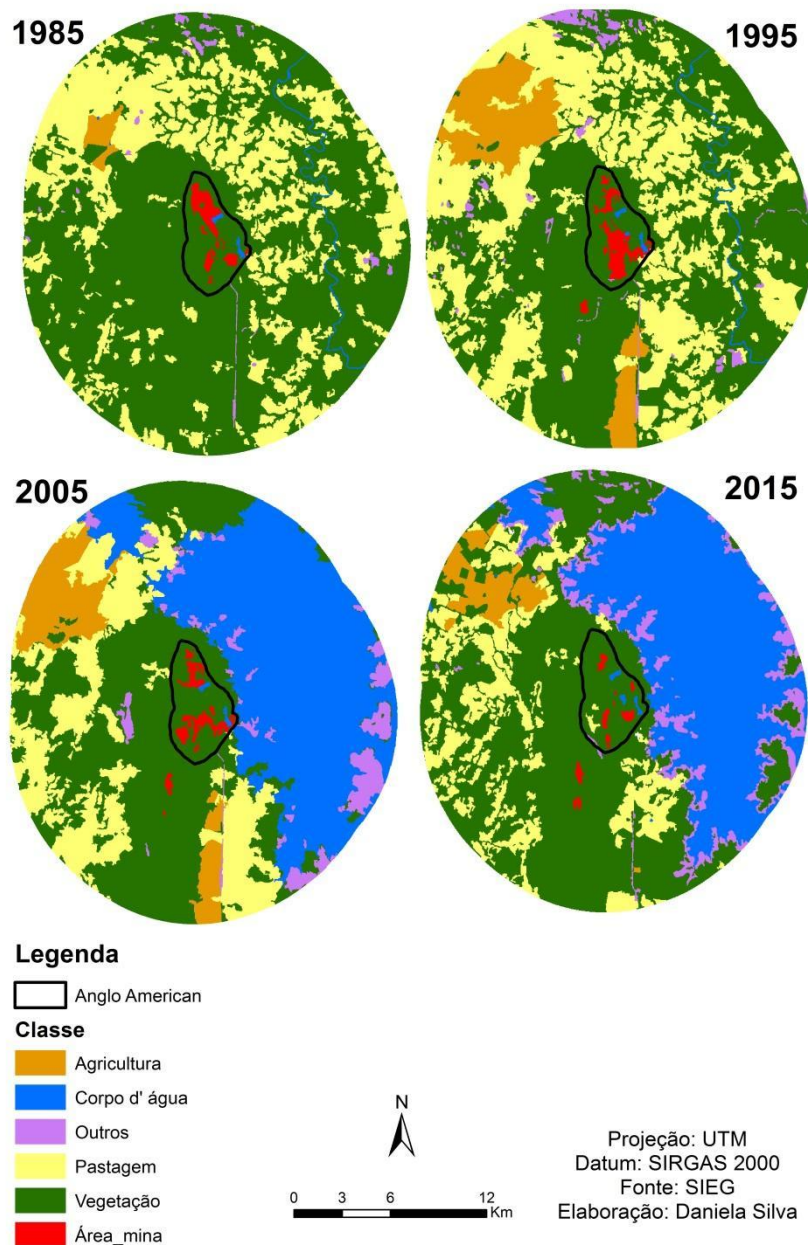 1985
1995
2005
2015
Legenda
Anglo American
Classe
Agricultura
Corpo d' água
Outros
Pastagem
Vegetação
Área_mina
N
0 3 6 12
Km
Projeção: UTM
Datum: SIRGAS 2000
Fonte: SIEG
Elaboração: Daniela Silva